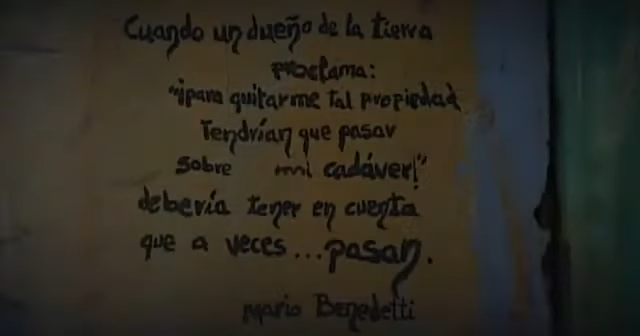 Cuando un dueño de la tierra
proclama:
"¡para quitarme tal propiedad
Tendrían que pasar
sobre mi cadáver!"
debería tener en cuenta
que a veces...pasan.
Mario Benedetti